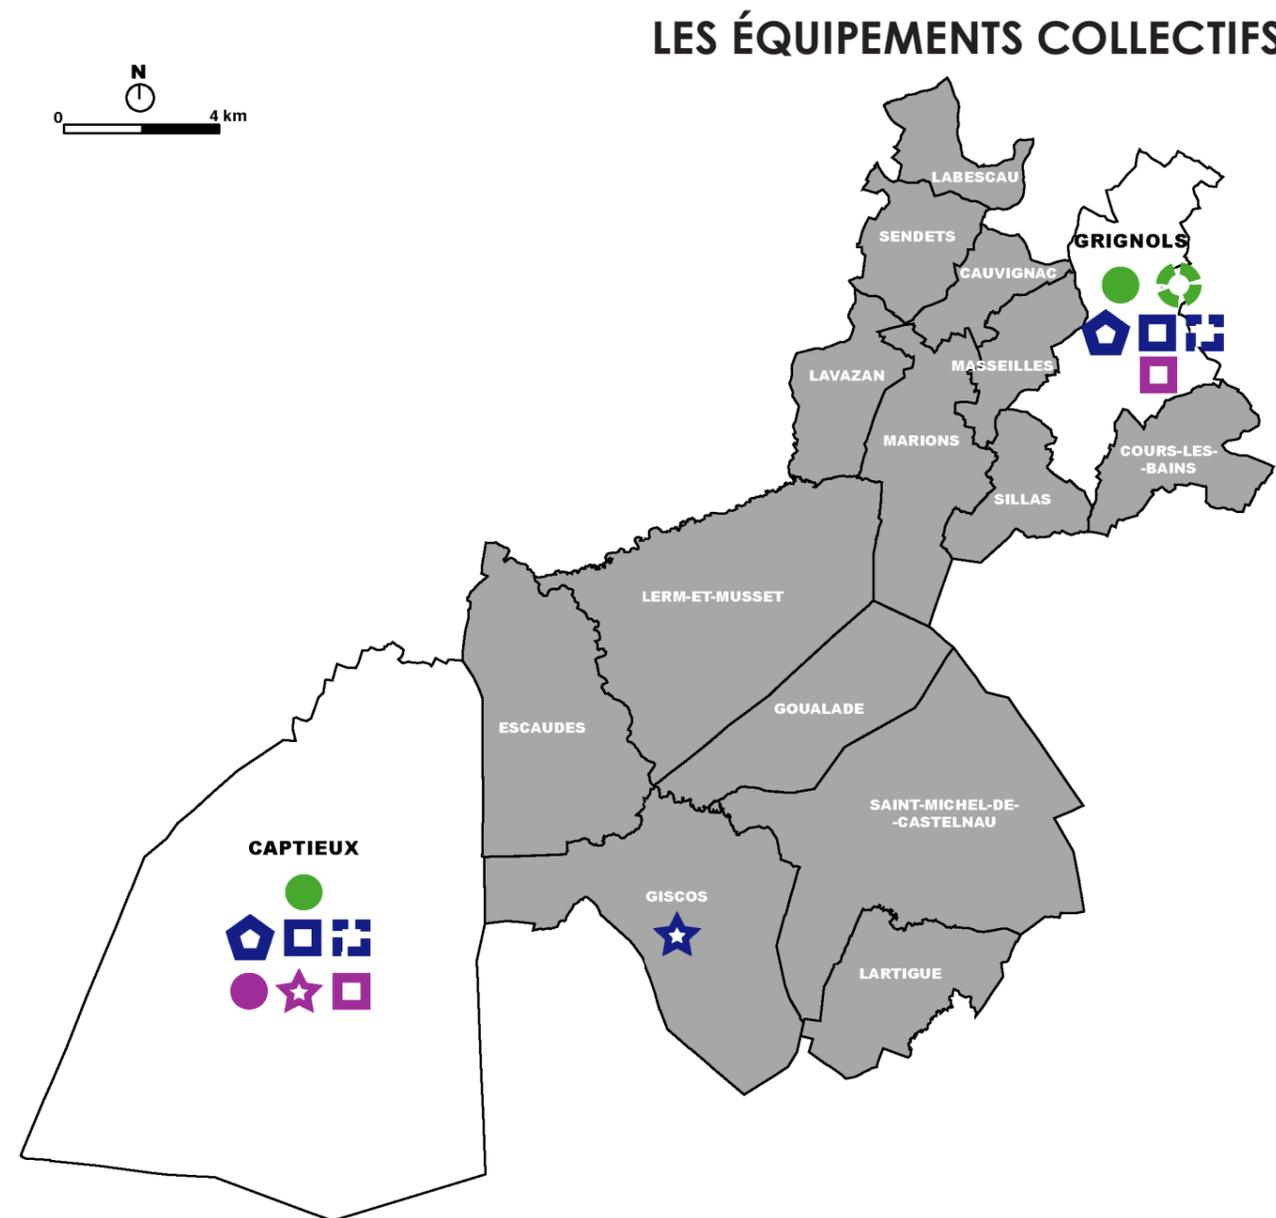 LES ÉQUIPEMENTS COLLECTIFS
N
0 4 km
LABESCAU
SENDETS
GRIGNOLS
CAUVIGNAC
MASSEILLES
LAVAZAN
MARIONS
COURS-LES-
-BAINS
SILLAS
LERM-ET-MUSSET
GOUALADE
ESCAUDES
SAINT-MICHEL-DE-
-CASTELNAU
CAPTIEUX
GISCOS
LARTIGUE